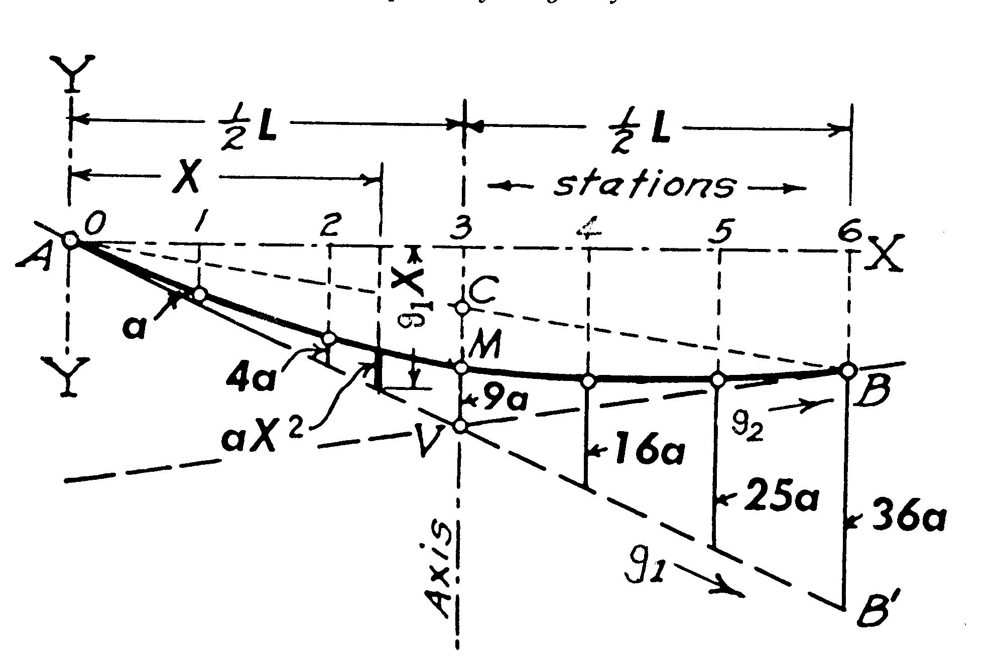 Y
½ L ½ L
X ← stations →
0 1 2 3 4 5 6 X
A
C
g₁X
a
M
Y
4a
9a
B
g₂
aX²
V
16a
25a
36a
Axis
g₁
B'